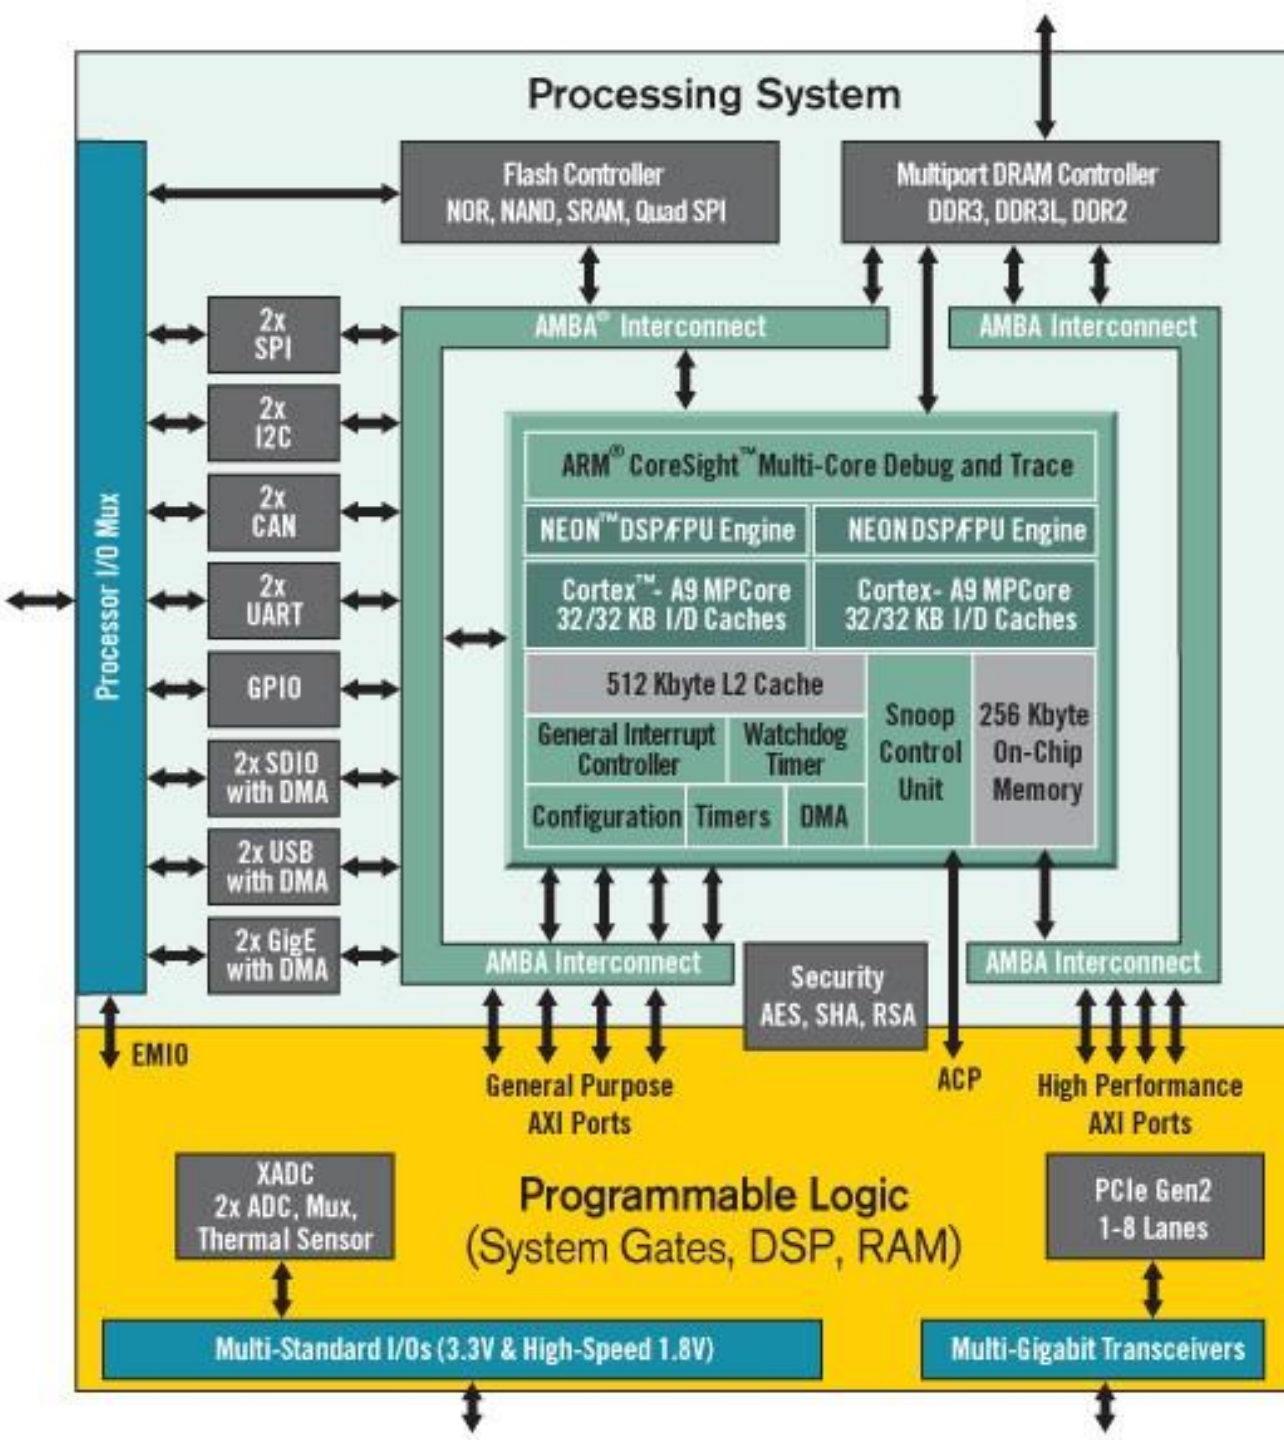 Processing System
Flash Controller
NOR, NAND, SRAM, Quad SPI
Multiport DRAM Controller
DDR3, DDR3L, DDR2
Processor I/O Mux
2x
SPI
2x
I2C
2x
CAN
2x
UART
GPIO
2x SDIO
with DMA
2x USB
with DMA
2x GigE
with DMA
AMBA® Interconnect
AMBA Interconnect
ARM® CoreSight™ Multi-Core Debug and Trace
NEON™ DSP/FPU Engine
NEON DSP/FPU Engine
Cortex™- A9 MPCore
32/32 KB I/D Caches
Cortex- A9 MPCore
32/32 KB I/D Caches
512 Kbyte L2 Cache
General Interrupt
Controller
Watchdog
Timer
Configuration
Timers
DMA
Snoop
Control
Unit
256 Kbyte
On-Chip
Memory
AMBA Interconnect
Security
AES, SHA, RSA
AMBA Interconnect
EMIO
General Purpose
AXI Ports
ACP
High Performance
AXI Ports
XADC
2x ADC, Mux,
Thermal Sensor
Programmable Logic
(System Gates, DSP, RAM)
PCIe Gen2
1-8 Lanes
Multi-Standard I/Os (3.3V & High-Speed 1.8V)
Multi-Gigabit Transceivers